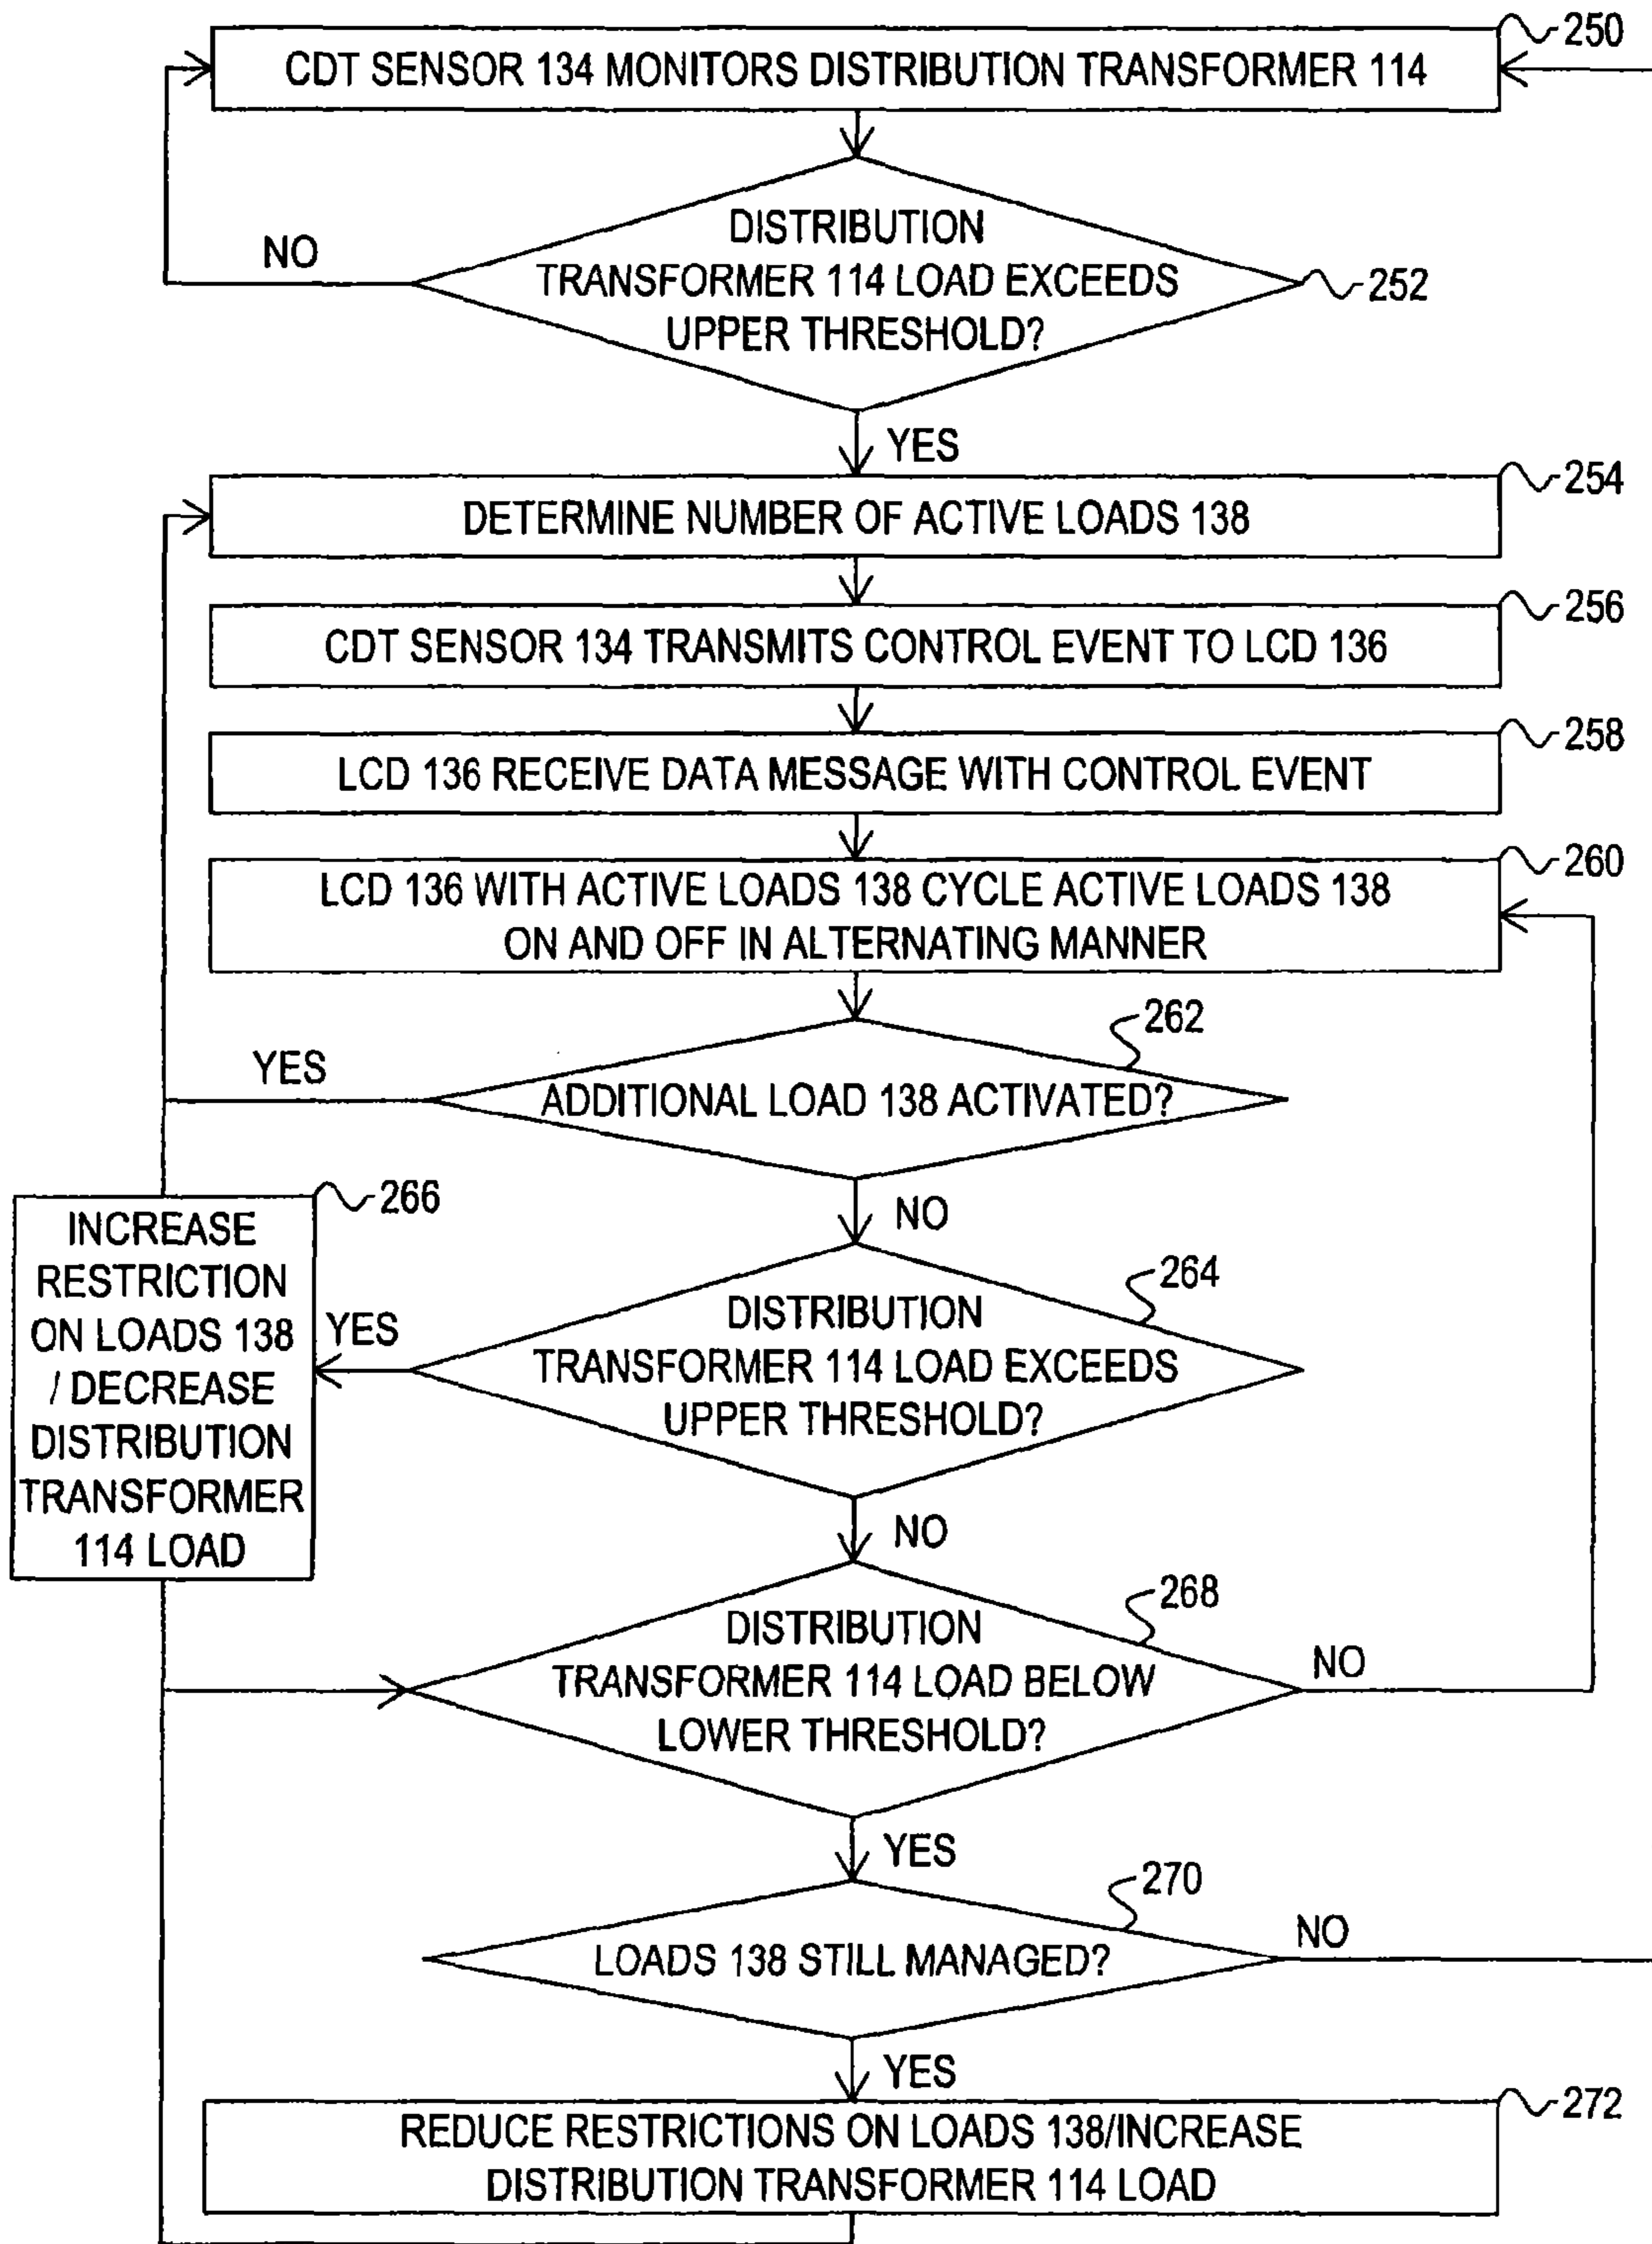 250
CDT SENSOR 134 MONITORS DISTRIBUTION TRANSFORMER 114
DISTRIBUTION
TRANSFORMER 114 LOAD EXCEEDS
UPPER THRESHOLD?
NO
252
YES
254
DETERMINE NUMBER OF ACTIVE LOADS 138
256
CDT SENSOR 134 TRANSMITS CONTROL EVENT TO LCD 136
258
LCD 136 RECEIVE DATA MESSAGE WITH CONTROL EVENT
260
LCD 136 WITH ACTIVE LOADS 138 CYCLE ACTIVE LOADS 138
ON AND OFF IN ALTERNATING MANNER
262
YES
ADDITIONAL LOAD 138 ACTIVATED?
NO
266
INCREASE
RESTRICTION
ON LOADS 138
/ DECREASE
DISTRIBUTION
TRANSFORMER
114 LOAD
YES
264
DISTRIBUTION
TRANSFORMER 114 LOAD EXCEEDS
UPPER THRESHOLD?
NO
268
DISTRIBUTION
TRANSFORMER 114 LOAD BELOW
LOWER THRESHOLD?
NO
YES
270
LOADS 138 STILL MANAGED?
NO
YES
272
REDUCE RESTRICTIONS ON LOADS 138/INCREASE
DISTRIBUTION TRANSFORMER 114 LOAD